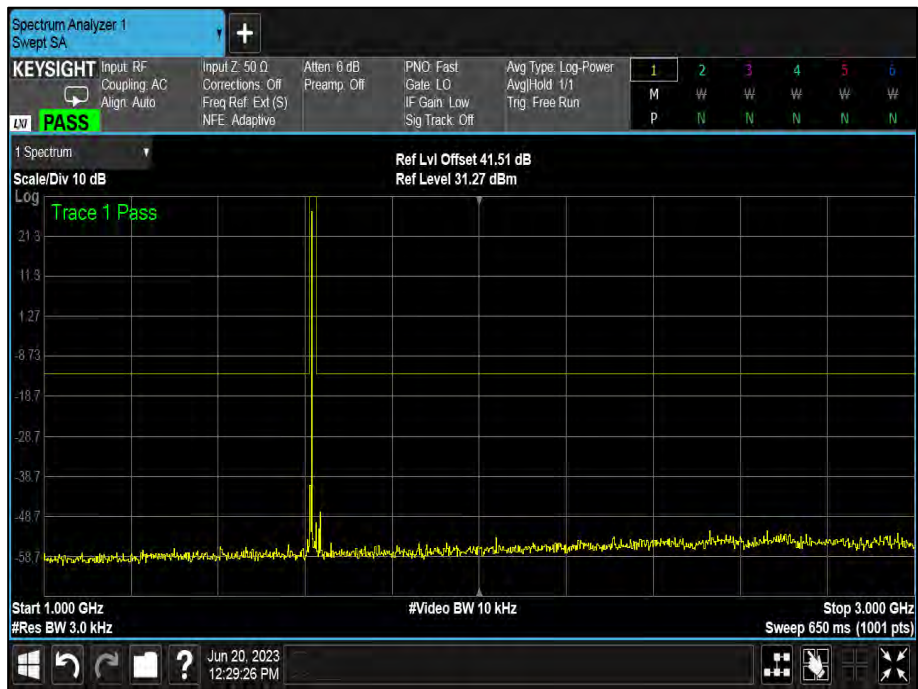 Spectrum Analyzer 1
Swept SA
+
KEYSIGHT
Input: RF
Coupling: AC
Align: Auto
Input Z: 50 Ω
Corrections: Off
Freq Ref: Ext (S)
NFE: Adaptive
Atten: 6 dB
Preamp: Off
PNO: Fast
Gate: LO
IF Gain: Low
Sig Track: Off
Avg Type: Log-Power
Avg|Hold: 1/1
Trig: Free Run
1 2 3 4 5 6
M W W W W W
P N N N N N
LXI PASS
1 Spectrum
Scale/Div 10 dB
Ref Lvl Offset 41.51 dB
Ref Level 31.27 dBm
Log
Trace 1 Pass
21.3
11.3
1.27
-8.73
-18.7
-28.7
-38.7
-48.7
-58.7
Start 1.000 GHz
#Video BW 10 kHz
Stop 3.000 GHz
#Res BW 3.0 kHz
Sweep 650 ms (1001 pts)
?
Jun 20, 2023
12:29:26 PM